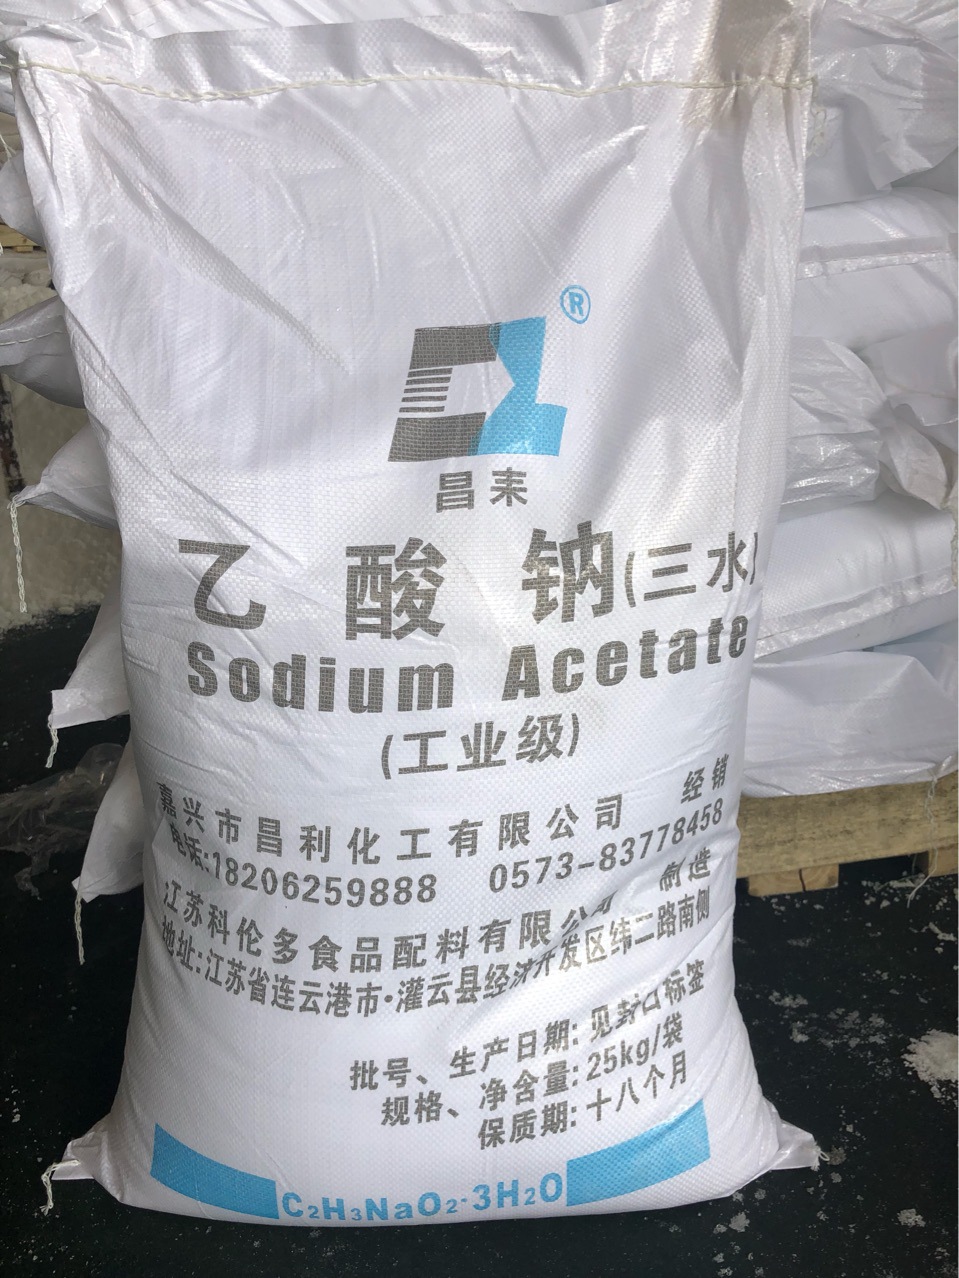 ®
昌耒
乙酸钠(三水)
Sodium Acetate
(工业级)
嘉兴市昌利化工有限公司 经销
电话:18206259888 0573-83778458
江苏科伦多食品配料有限公司 制造
地址:江苏省连云港市·灌云县经济开发区纬二路南侧
批号、生产日期:见封口标签
规格、净含量:25kg/袋
保质期:十八个月
C2H3NaO2·3H2O